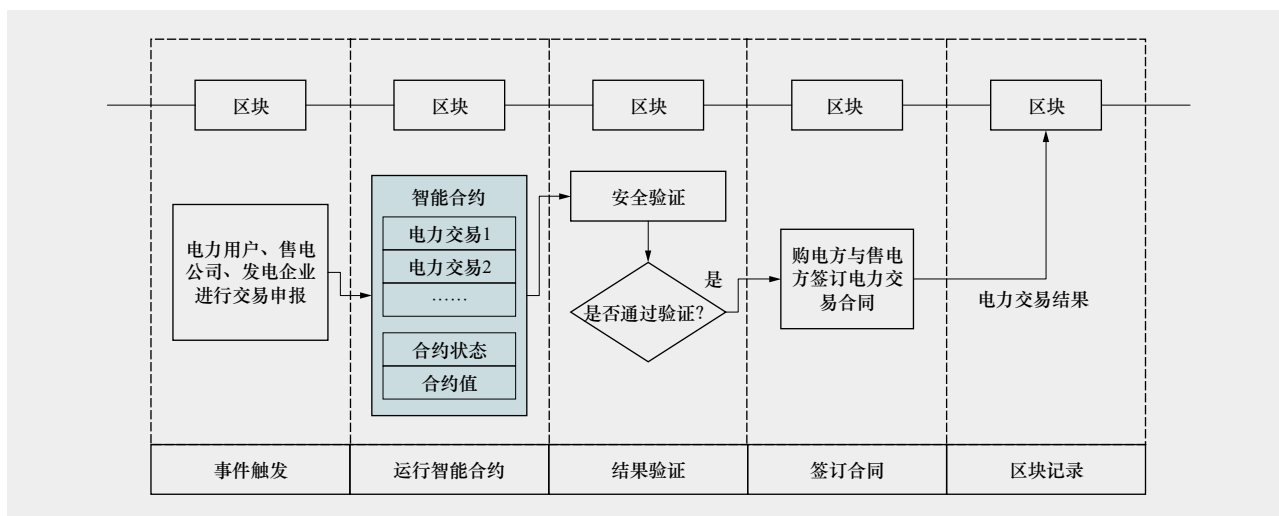 区块
区块
区块
区块
区块
电力用户、售电
公司、发电企业
进行交易申报
智能合约
电力交易1
电力交易2
……
合约状态
合约值
安全验证
是否通过验证?
是
购电方与售电
方签订电力交
易合同
电力交易结果
事件触发
运行智能合约
结果验证
签订合同
区块记录